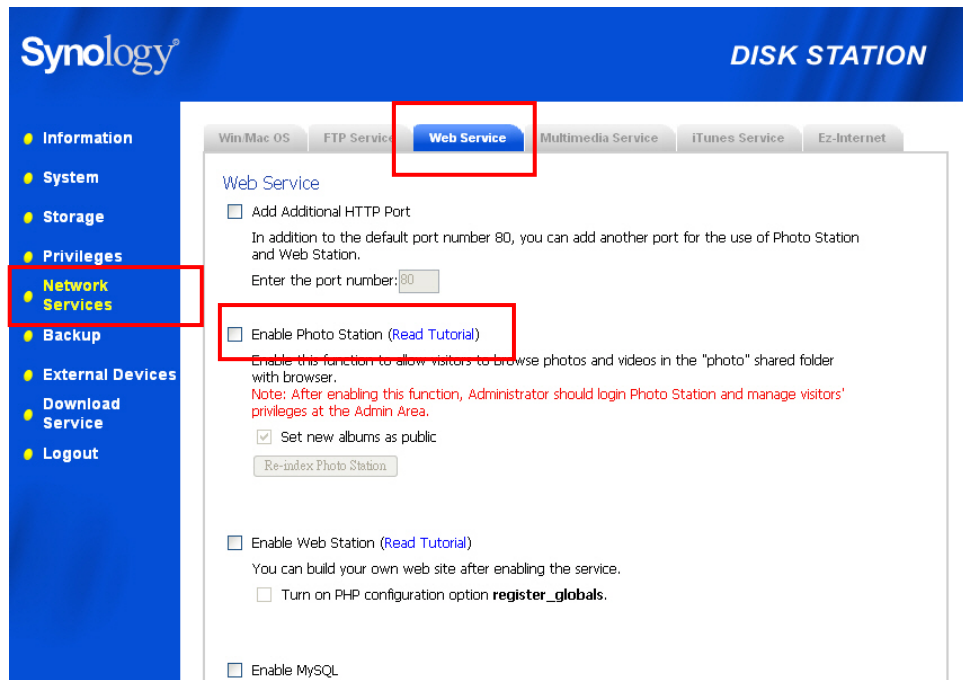 Synology®
DISK STATION
Information
System
Storage
Privileges
Network
Services
Backup
External Devices
Download
Service
Logout
Win/Mac OS FTP Service Web Service Multimedia Service iTunes Service Ez-Internet
Web Service
Add Additional HTTP Port
In addition to the default port number 80, you can add another port for the use of Photo Station
and Web Station.
Enter the port number: 80
Enable Photo Station (Read Tutorial)
Enable this function to allow visitors to browse photos and videos in the "photo" shared folder
with browser.
Note: After enabling this function, Administrator should login Photo Station and manage visitors'
privileges at the Admin Area.
Set new albums as public
Re-index Photo Station
Enable Web Station (Read Tutorial)
You can build your own web site after enabling the service.
Turn on PHP configuration option register_globals.
Enable MySQL